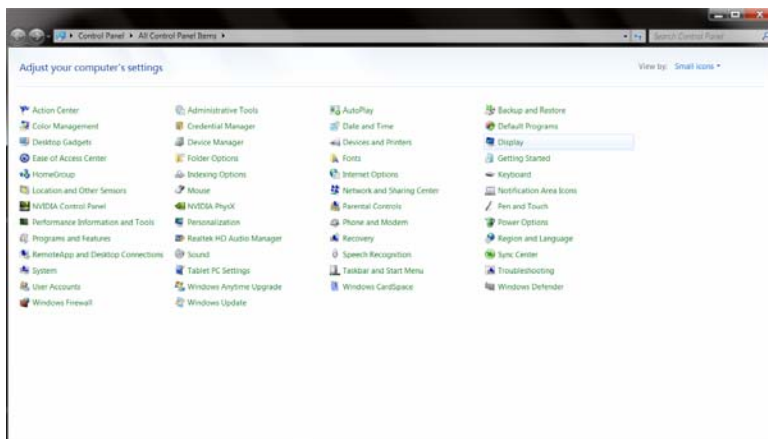 Control Panel All Control Panel Items Search Control Panel
Adjust your computer's settings View by: Small icons
Action Center Administrative Tools AutoPlay Backup and Restore
Color Management Credential Manager Date and Time Default Programs
Desktop Gadgets Device Manager Devices and Printers Display
Ease of Access Center Folder Options Fonts Getting Started
HomeGroup Indexing Options Internet Options Keyboard
Location and Other Sensors Mouse Network and Sharing Center Notification Area Icons
NVIDIA Control Panel NVIDIA PhysX Parental Controls Pen and Touch
Performance Information and Tools Personalization Phone and Modem Power Options
Programs and Features Realtek HD Audio Manager Recovery Region and Language
RemoteApp and Desktop Connections Sound Speech Recognition Sync Center
System Tablet PC Settings Taskbar and Start Menu Troubleshooting
User Accounts Windows Anytime Upgrade Windows CardSpace Windows Defender
Windows Firewall Windows Update